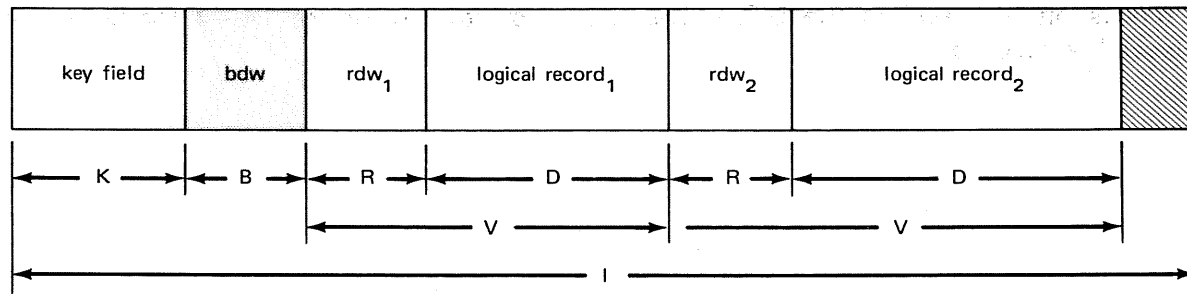 key field bdw rdw1 logical record1 rdw2 logical record2
K B R D R D
V V
I